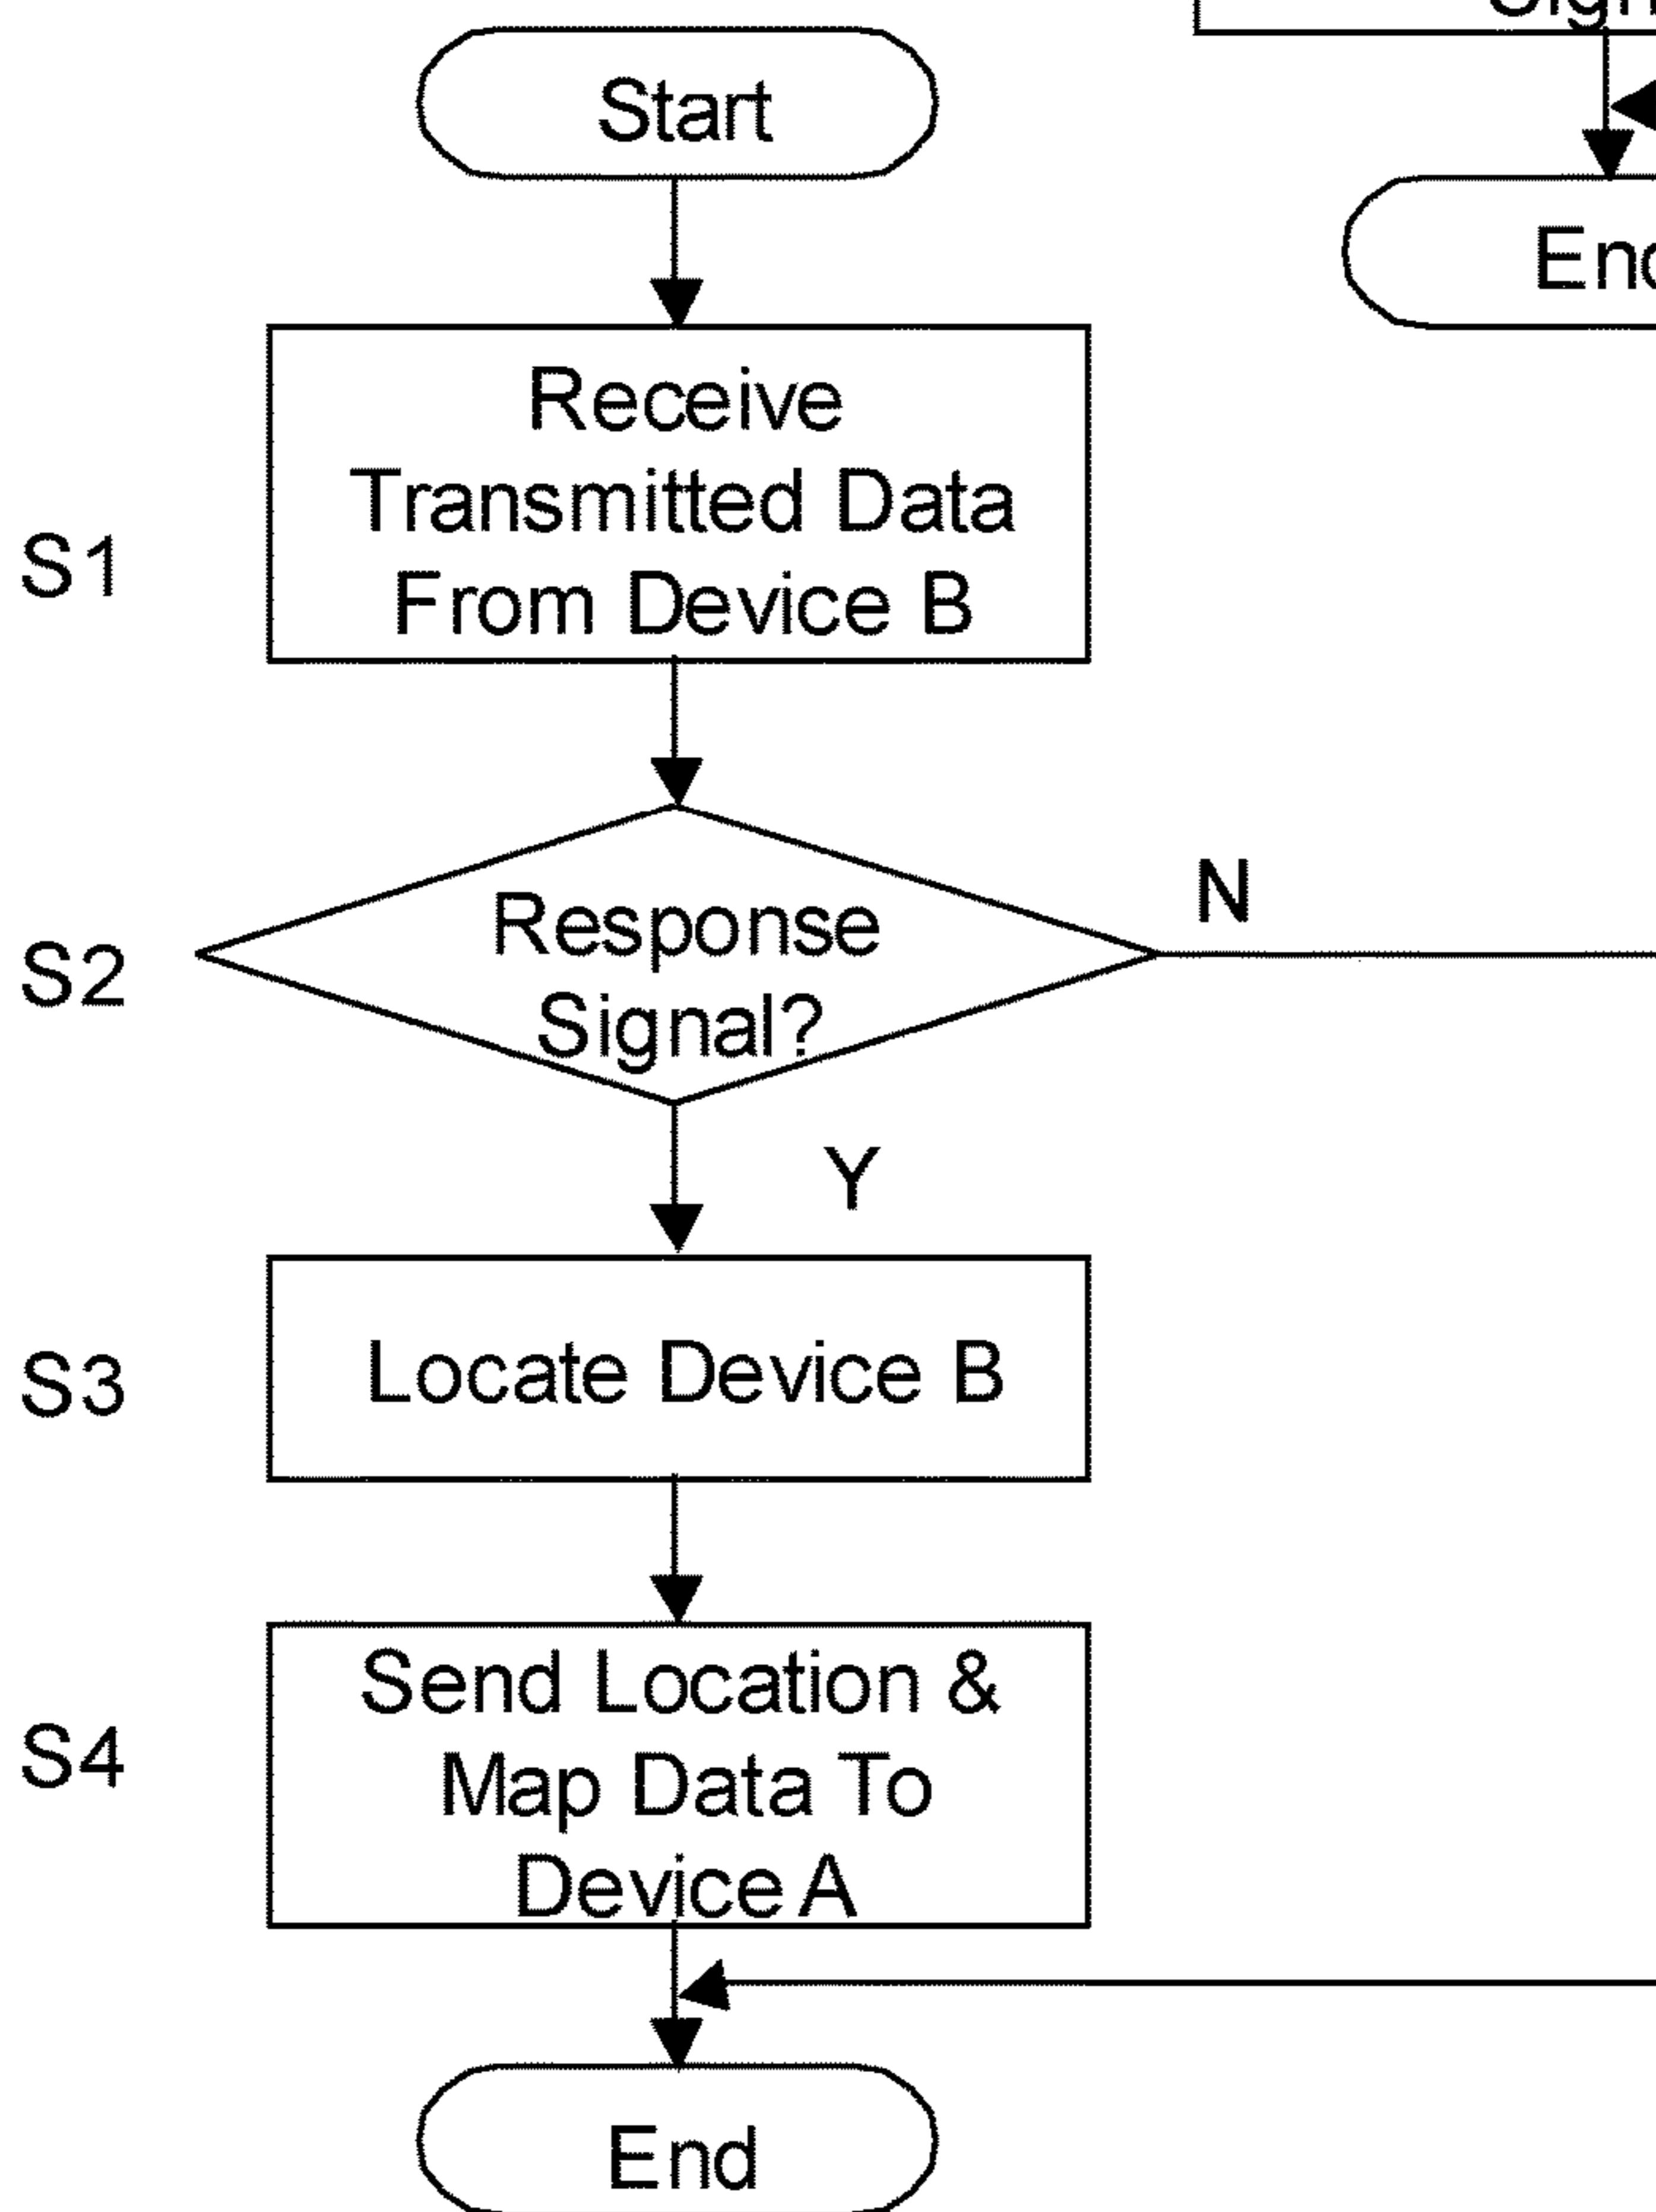 Start
S1
Receive
Transmitted Data
From Device B
S2
Response
Signal?
N
Y
S3
Locate Device B
S4
Send Location &
Map Data To
Device A
End